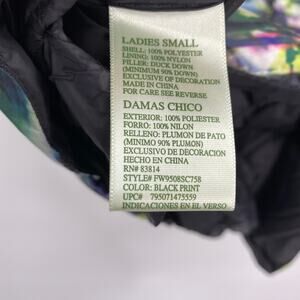 LADIES SMALL
SHELL: 100% POLYESTER
LINING: 100% NYLON
FILLER: DUCK DOWN
(MINIMUM 90% DOWN)
EXCLUSIVE OF DECORATION
MADE IN CHINA
FOR CARE SEE REVERSE
DAMAS CHICO
EXTERIOR: 100% POLIESTER
FORRO: 100% NILON
RELLENO: PLUMON DE PATO
(MINIMO 90% PLUMON)
EXCLUSIVO DE DECORACION
HECHO EN CHINA
RN# 83814
STYLE# FW9508SC758
COLOR: BLACK PRINT
UPC# 795071475559
INDICACIONES EN EL VERSO